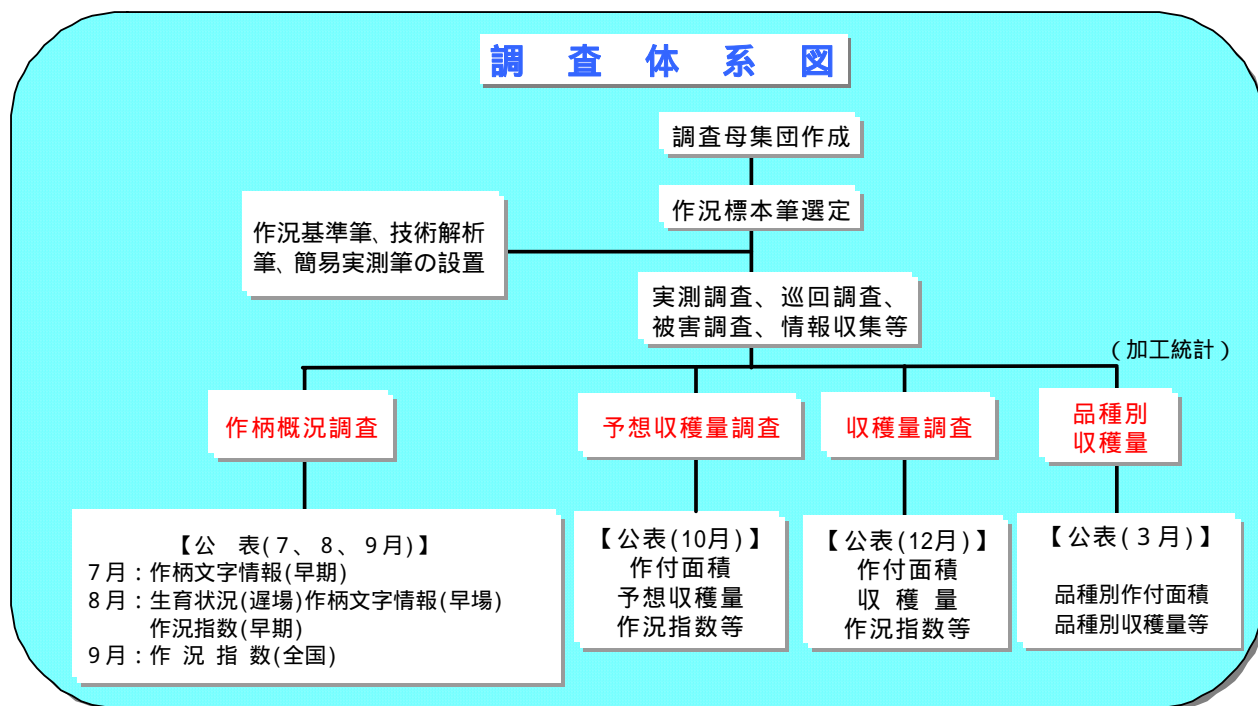 調 査 体 系 図
調査母集団作成
作況標本筆選定
作況基準筆、技術解析
筆、簡易実測筆の設置
実測調査、巡回調査、
被害調査、情報収集等
(加工統計)
作柄概況調査
予想収穫量調査
収穫量調査
品種別
収穫量
【公 表(7、8、9月)】
7月:作柄文字情報(早期)
8月:生育状況(遅場)作柄文字情報(早場)
作況指数(早期)
9月:作 況 指 数(全国)
【公表(10月)】
作付面積
予想収穫量
作況指数等
【公表(12月)】
作付面積
収 穫 量
作況指数等
【公表(3月)】
品種別作付面積
品種別収穫量等